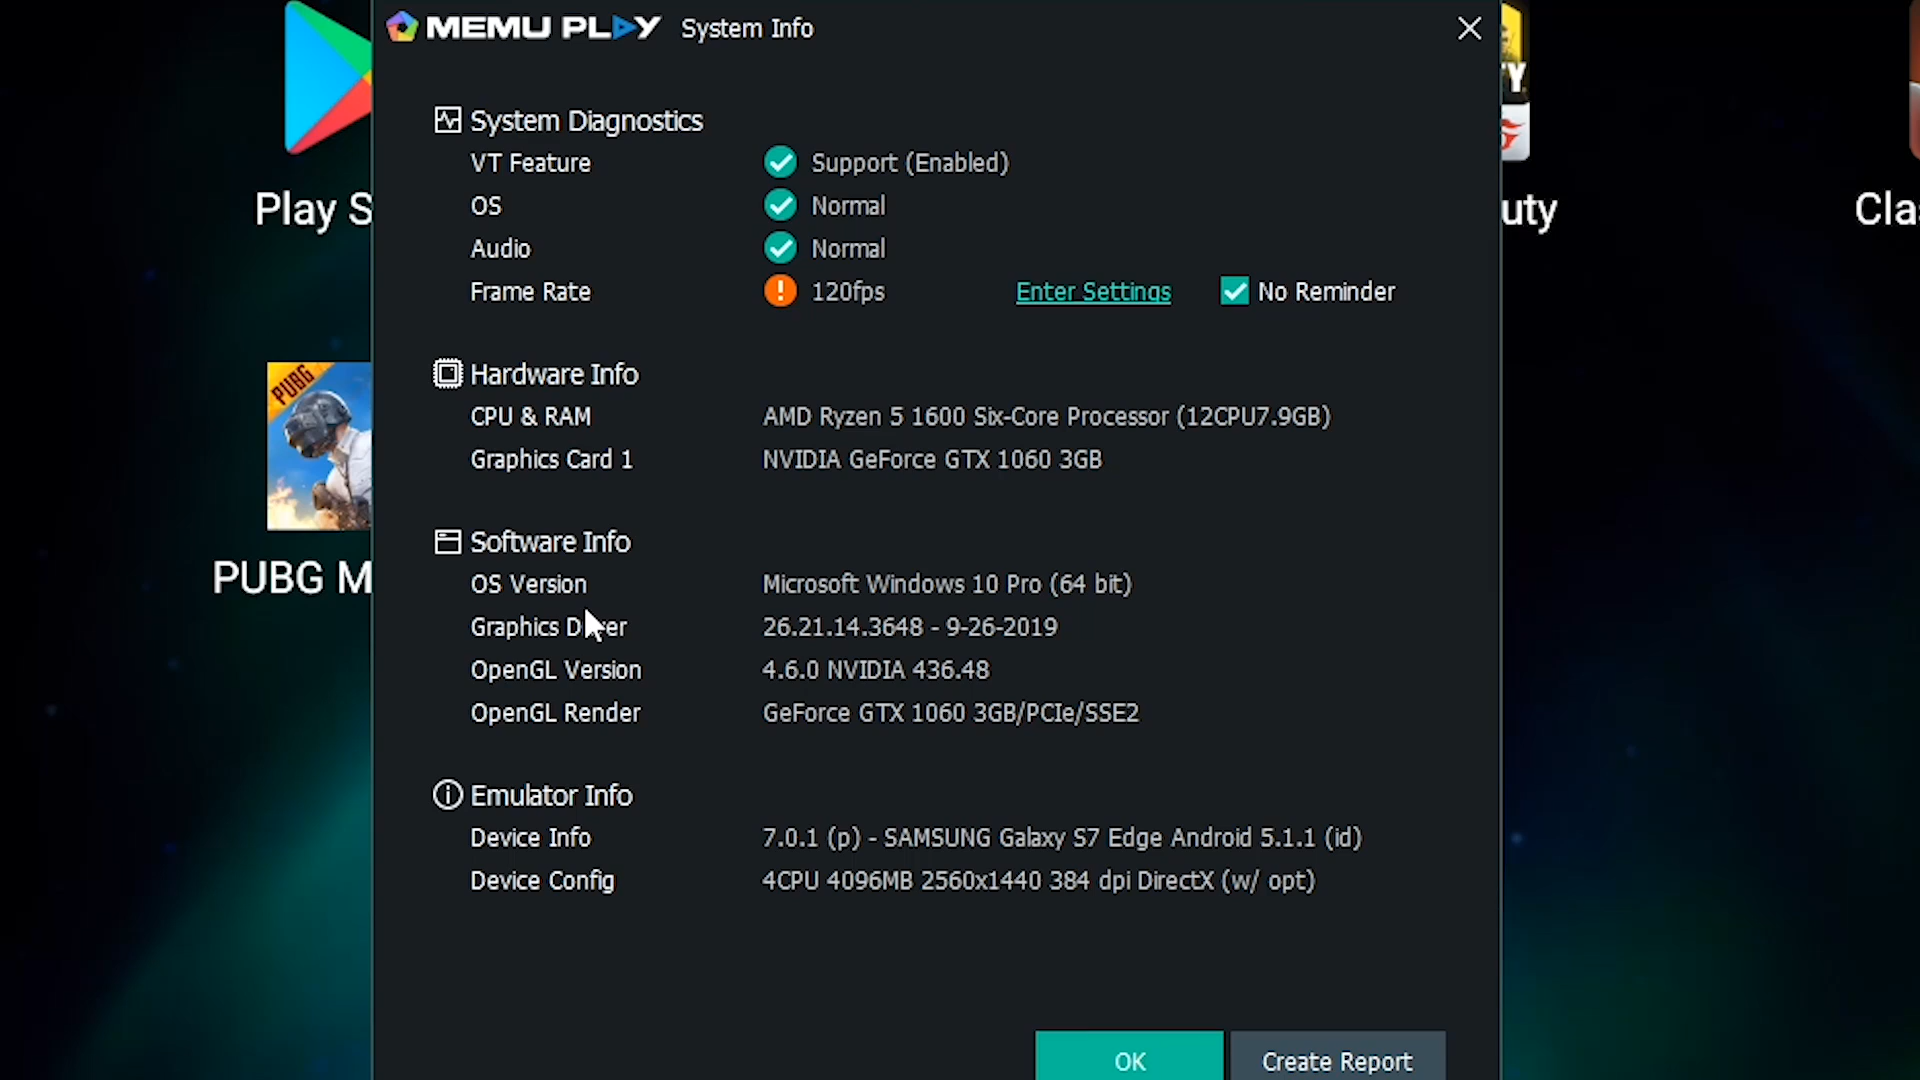 MEMU PLAY System Info
System Diagnostics
VT Feature Support (Enabled)
OS Normal
Audio Normal
Frame Rate 120fps Enter Settings No Reminder
Hardware Info
CPU & RAM AMD Ryzen 5 1600 Six-Core Processor (12CPU7.9GB)
Graphics Card 1 NVIDIA GeForce GTX 1060 3GB
Software Info
OS Version Microsoft Windows 10 Pro (64 bit)
Graphics Driver 26.21.14.3648 - 9-26-2019
OpenGL Version 4.6.0 NVIDIA 436.48
OpenGL Render GeForce GTX 1060 3GB/PCIe/SSE2
Emulator Info
Device Info 7.0.1 (p) - SAMSUNG Galaxy S7 Edge Android 5.1.1 (id)
Device Config 4CPU 4096MB 2560x1440 384 dpi DirectX (w/ opt)
OK Create Report
Play S
PUBG
PUBG M
TY
uty
Clas